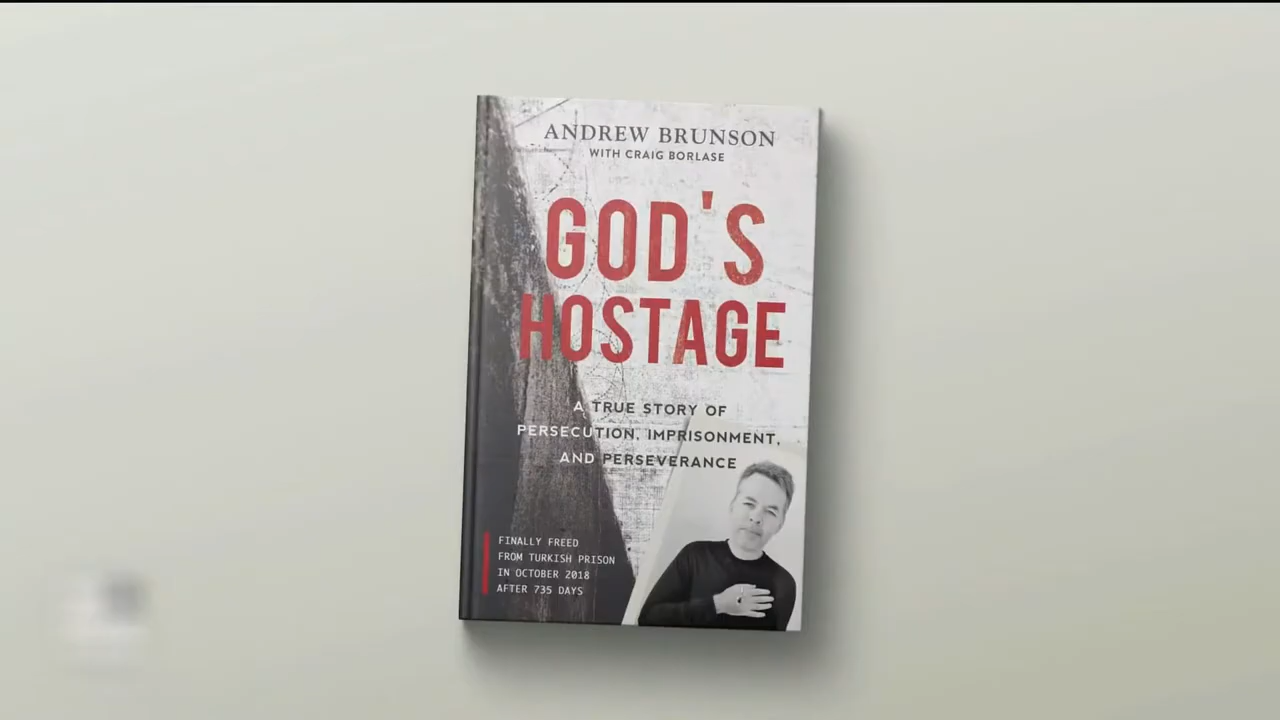 ANDREW BRUNSON
WITH CRAIG BORLASE
GOD'S
HOSTAGE
A TRUE STORY OF
PERSECUTION, IMPRISONMENT,
AND PERSEVERANCE
FINALLY FREED
FROM TURKISH PRISON
IN OCTOBER 2018
AFTER 735 DAYS